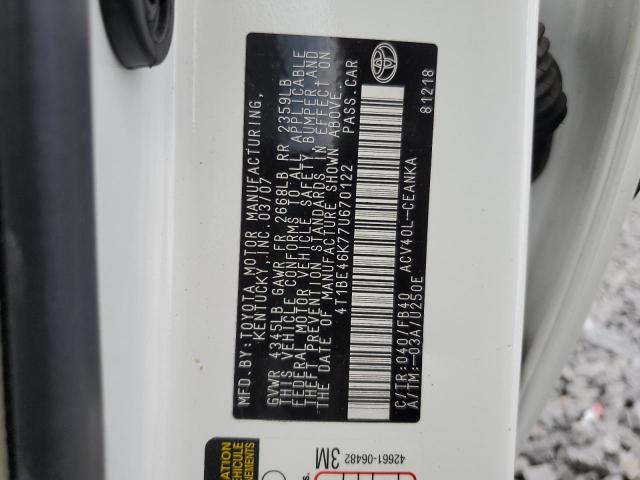 MFD BY: TOYOTA MOTOR MANUFACTURING,
KENTUCKY, INC. 03/07
GVWR 4345LB GAWR FR 2668LB RR 2359LB
THIS VEHICLE CONFORMS TO ALL APPLICABLE
FEDERAL MOTOR VEHICLE SAFETY, BUMPER AND
THEFT PREVENTION STANDARDS IN EFFECT ON
THE DATE OF MANUFACTURE SHOWN ABOVE.
4T1BE46K77U670122 PASS.CAR
C/TR: 040/FB40 ACV40L-CEANKA
A/TM: -03A/U250E 81218
42661-06482
3M